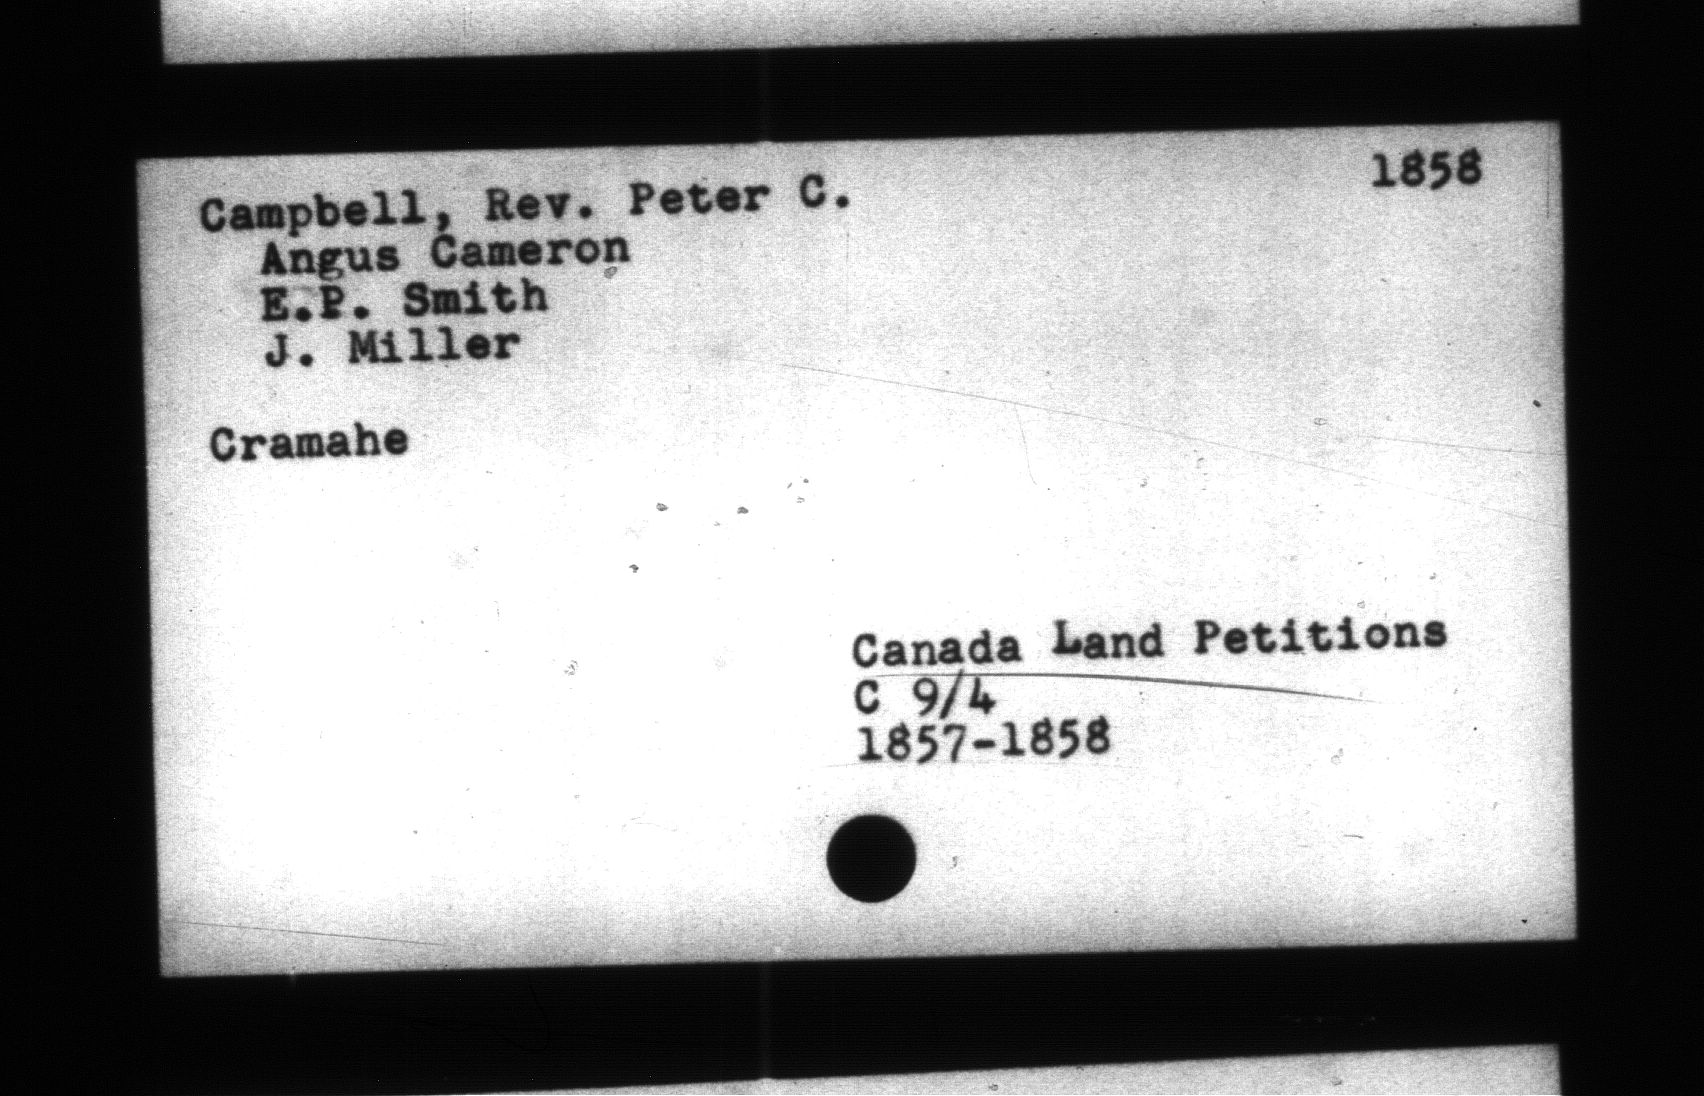 1858
Campbell, Rev. Peter C.
Angus Cameron
E.P. Smith
J. Miller
Cramahe
Canada Land Petitions
C 9/4
1857-1858